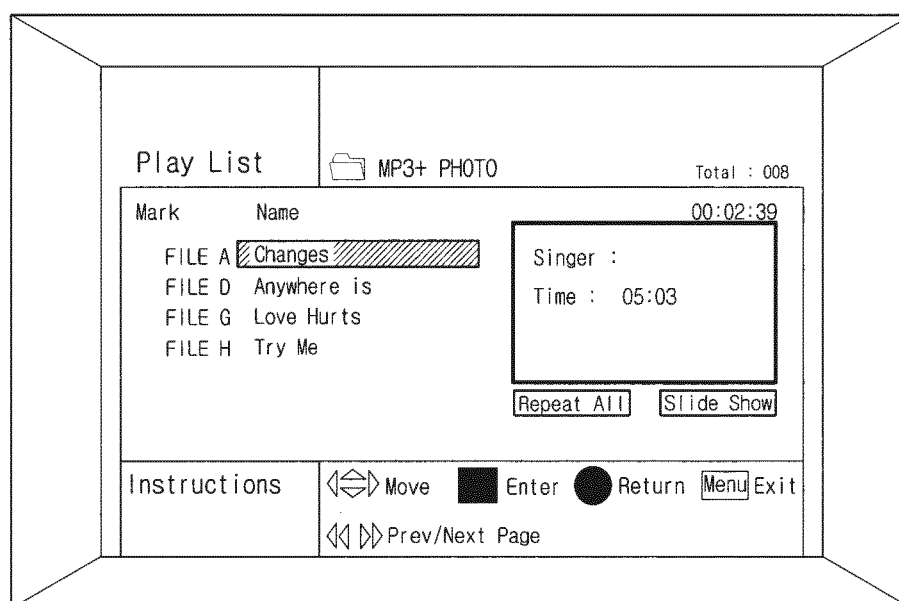 Play List
MP3+ PHOTO
Total : 008
Mark Name 00:02:39
FILE A Changes
FILE D Anywhere is
FILE G Love Hurts
FILE H Try Me
Singer :
Time : 05:03
Repeat All Slide Show
Instructions
Move Enter Return Menu Exit
Prev/Next Page